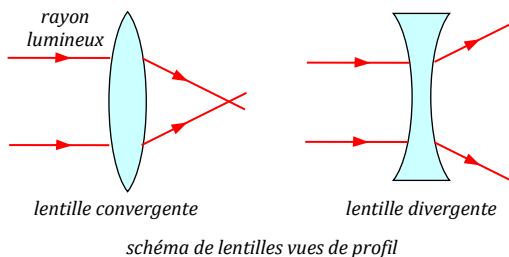 rayon
lumineux
lentille convergente
lentille divergente
schéma de lentilles vues de profil